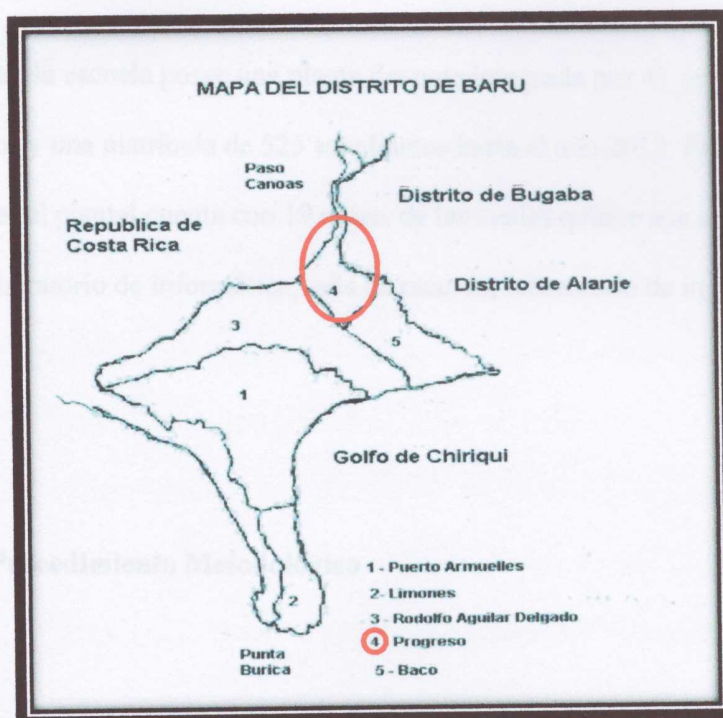 MAPA DEL DISTRITO DE BARU
Paso
Canoas
Distrito de Bugaba
Republica de
Costa Rica
Distrito de Alanje
3
5
1
Golfo de Chiriqui
2
Punta
Burica
1 - Puerto Armuelles
2- Limones
3 - Rodolfo Aguilar Delgado
4 Progreso
5 - Baco